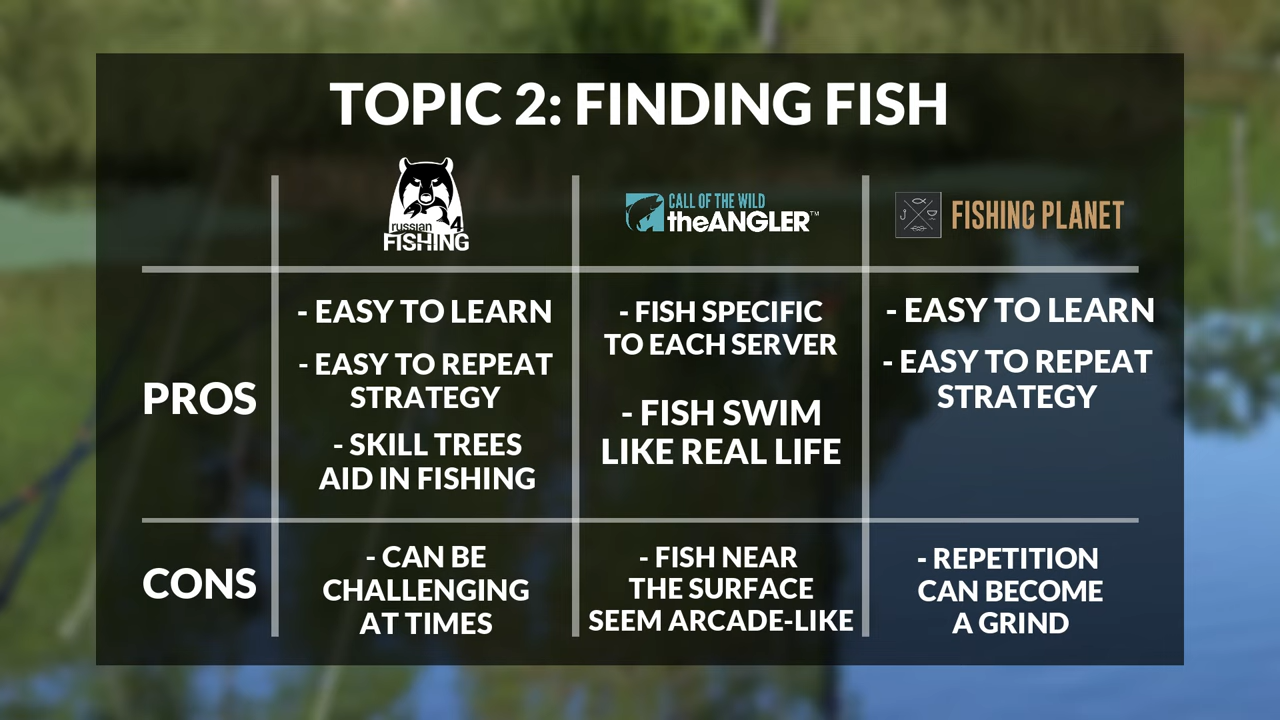 TOPIC 2: FINDING FISH
russian 4
FISHING
CALL OF THE WILD
theANGLER™
FISHING PLANET
PROS
- EASY TO LEARN
- EASY TO REPEAT
STRATEGY
- SKILL TREES
AID IN FISHING
- FISH SPECIFIC
TO EACH SERVER
- FISH SWIM
LIKE REAL LIFE
- EASY TO LEARN
- EASY TO REPEAT
STRATEGY
CONS
- CAN BE
CHALLENGING
AT TIMES
- FISH NEAR
THE SURFACE
SEEM ARCADE-LIKE
- REPETITION
CAN BECOME
A GRIND